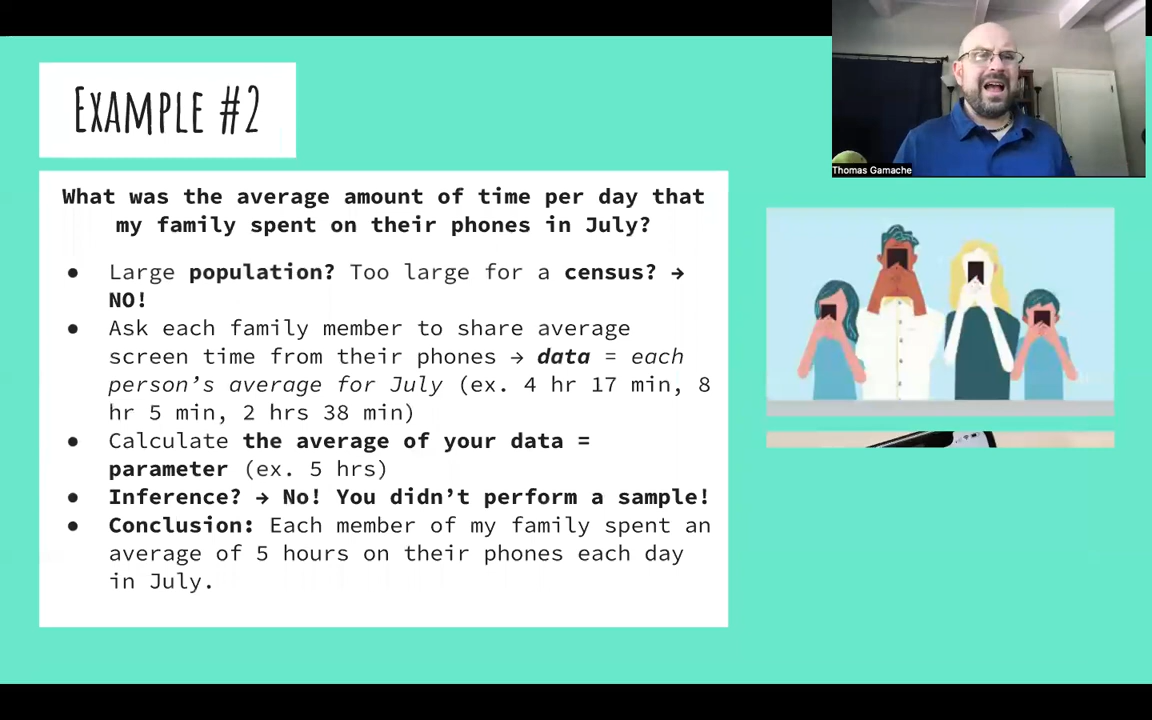 Example #2
What was the average amount of time per day that
my family spent on their phones in July?
● Large population? Too large for a census? →
NO!
● Ask each family member to share average
screen time from their phones → data = each
person's average for July (ex. 4 hr 17 min, 8
hr 5 min, 2 hrs 38 min)
● Calculate the average of your data =
parameter (ex. 5 hrs)
● Inference? → No! You didn't perform a sample!
● Conclusion: Each member of my family spent an
average of 5 hours on their phones each day
in July.
Thomas Gamache